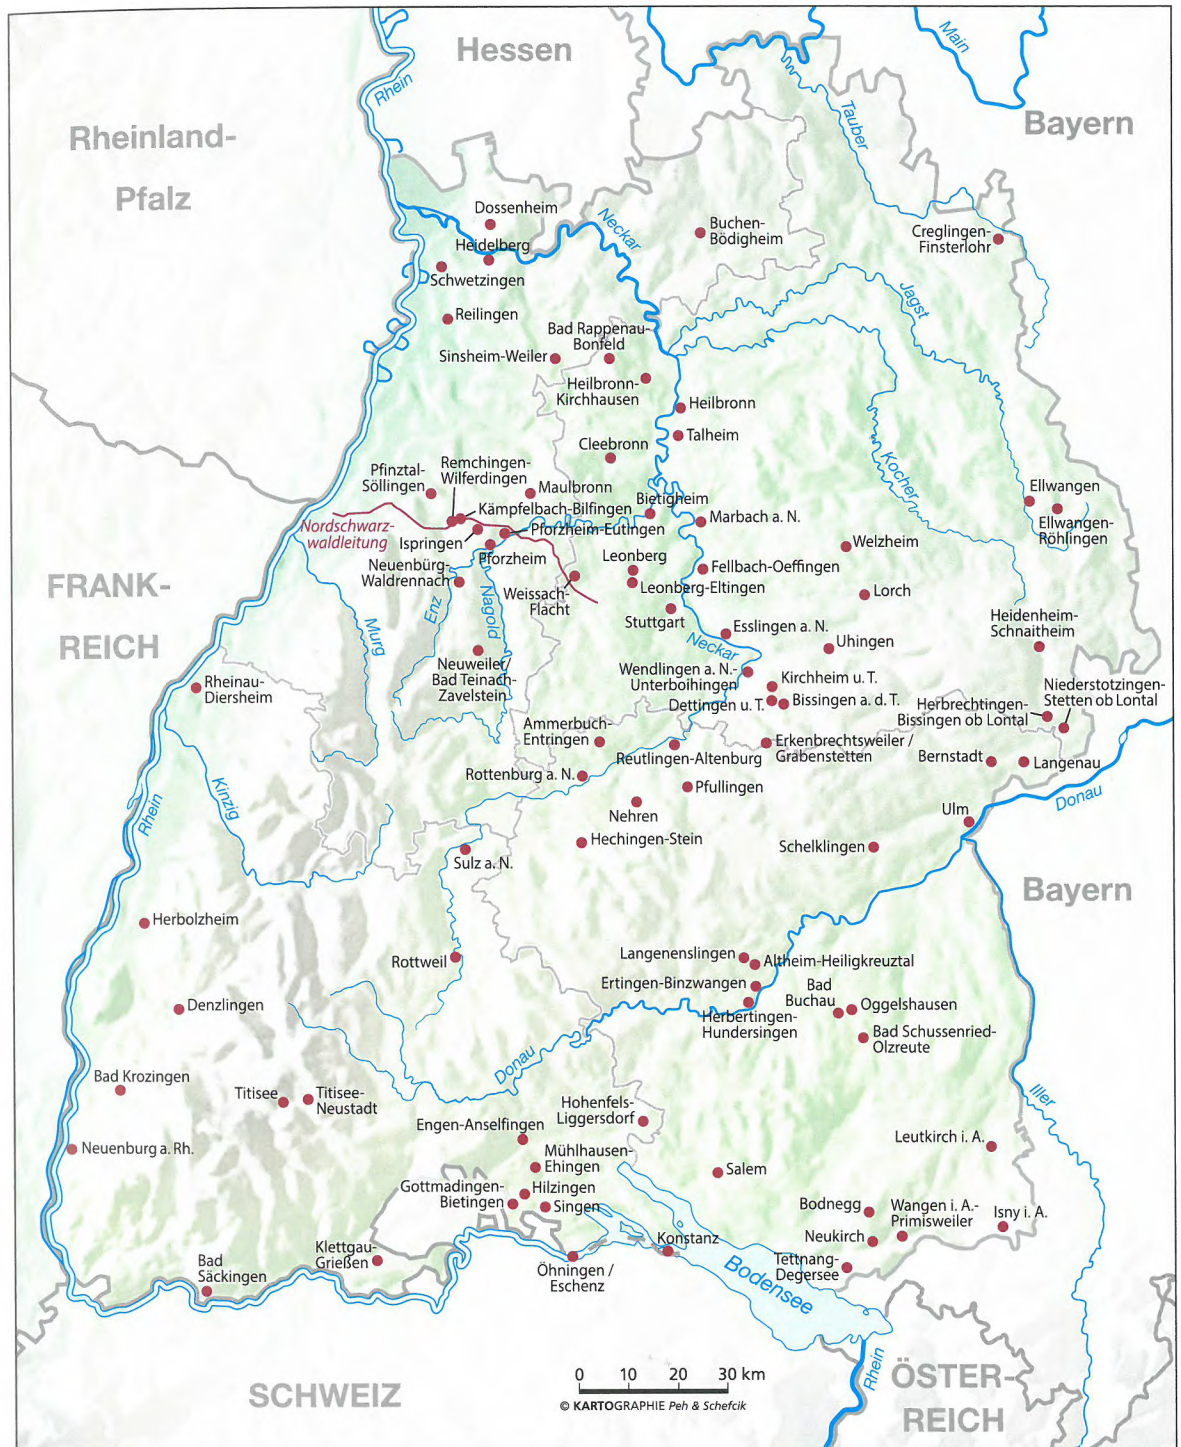 Hessen
Main
Rhein
Rheinland-
Pfalz
Bayern
Tauber
Dossenheim
Neckar
Buchen-
Bödigheim
Creglingen-
Finsterlohr
Heidelberg
Schwetzingen
Jagst
Reilingen
Bad Rappenau-
Bonfeld
Sinsheim-Weiler
Heilbronn-
Kirchhausen
Heilbronn
Talheim
Cleebronn
Kocher
Pfinztal-
Söllingen
Remchingen-
Wilferdingen
Maulbronn
Ellwangen
Bietigheim
Kämpfelbach-Bilfingen
Marbach a. N.
Ellwangen-
Röhlingen
Nordschwarz-
waldleitung
Pforzheim-Eutingen
Ispringen
Pforzheim
Welzheim
Leonberg
Neuenbürg-
Waldrennach
Fellbach-Oeffingen
FRANK-
REICH
Leonberg-Eltingen
Weissach-
Flacht
Lorch
Enz
Nagold
Murg
Stuttgart
Heidenheim-
Schnaitheim
Esslingen a. N.
Neckar
Uhingen
Neuweiler/
Bad Teinach-
Zavelstein
Wendlingen a. N.-
Unterboihingen
Kirchheim u. T.
Rheinau-
Diersheim
Niederstotzingen-
Stetten ob Lontal
Dettingen u. T.
Bissingen a. d. T.
Herbrechtingen-
Bissingen ob Lontal
Ammerbuch-
Entringen
Erkenbrechtsweiler /
Grabenstetten
Reutlingen-Altenburg
Bernstadt
Langenau
Rottenburg a. N.
Pfullingen
Kinzig
Rhein
Donau
Nehren
Ulm
Hechingen-Stein
Schelklingen
Sulz a. N.
Bayern
Herbolzheim
Rottweil
Langenenslingen
Altheim-Heiligkreuztal
Ertingen-Binzwangen
Bad
Buchau
Oggelshausen
Denzlingen
Herbertingen-
Hundersingen
Bad Schussenried-
Olzreute
Donau
Bad Krozingen
Titisee
Titisee-
Neustadt
Iller
Hohenfels-
Liggersdorf
Engen-Anselfingen
Leutkirch i. A.
Neuenburg a. Rh.
Mühlhausen-
Ehingen
Salem
Gottmadingen-
Bietingen
Hilzingen
Singen
Bodnegg
Wangen i. A.-
Primisweiler
Isny i. A.
Neukirch
Konstanz
Klettgau-
Grießen
Tettnang-
Degersee
Bad
Säckingen
Öhningen /
Eschenz
Bodensee
Rhein
0 10 20 30 km
© KARTOGRAPHIE Peh & Schefcik
SCHWEIZ
ÖSTER-
REICH